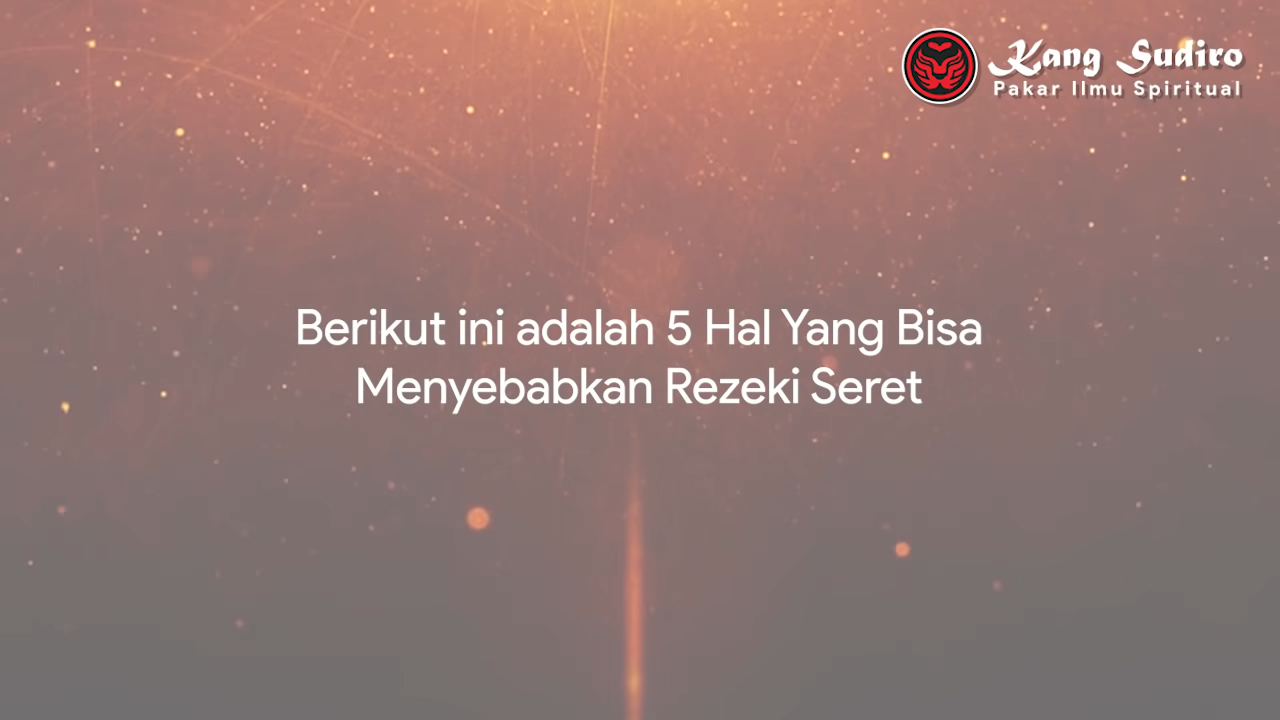 Kang Sudiro
Pakar Ilmu Spiritual
Berikut ini adalah 5 Hal Yang Bisa
Menyebabkan Rezeki Seret